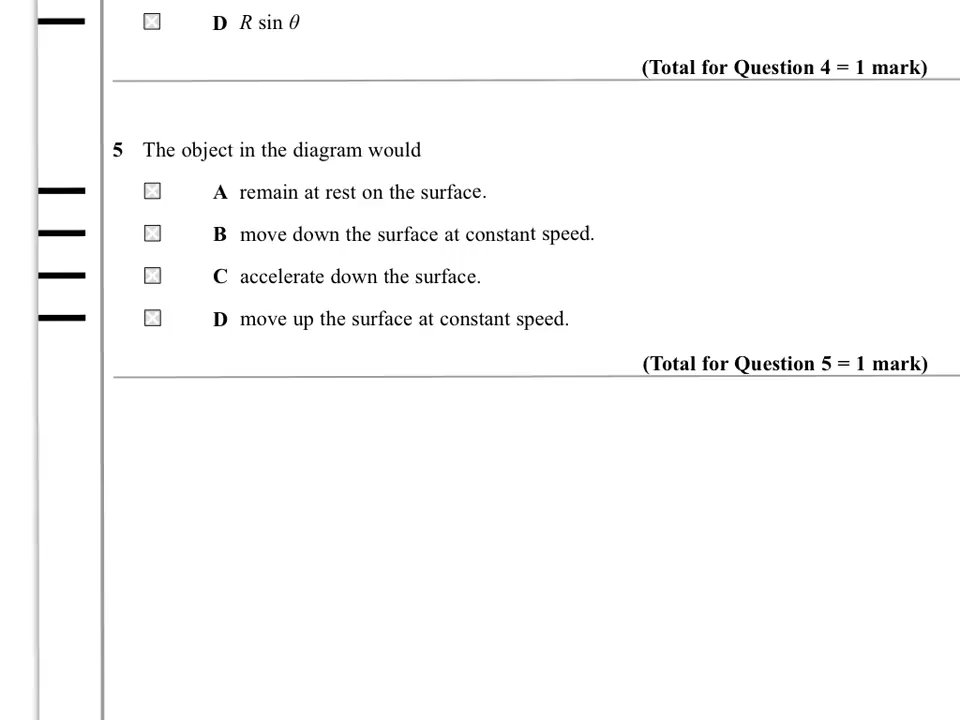 D R sin θ
(Total for Question 4 = 1 mark)
5 The object in the diagram would
A remain at rest on the surface.
B move down the surface at constant speed.
C accelerate down the surface.
D move up the surface at constant speed.
(Total for Question 5 = 1 mark)